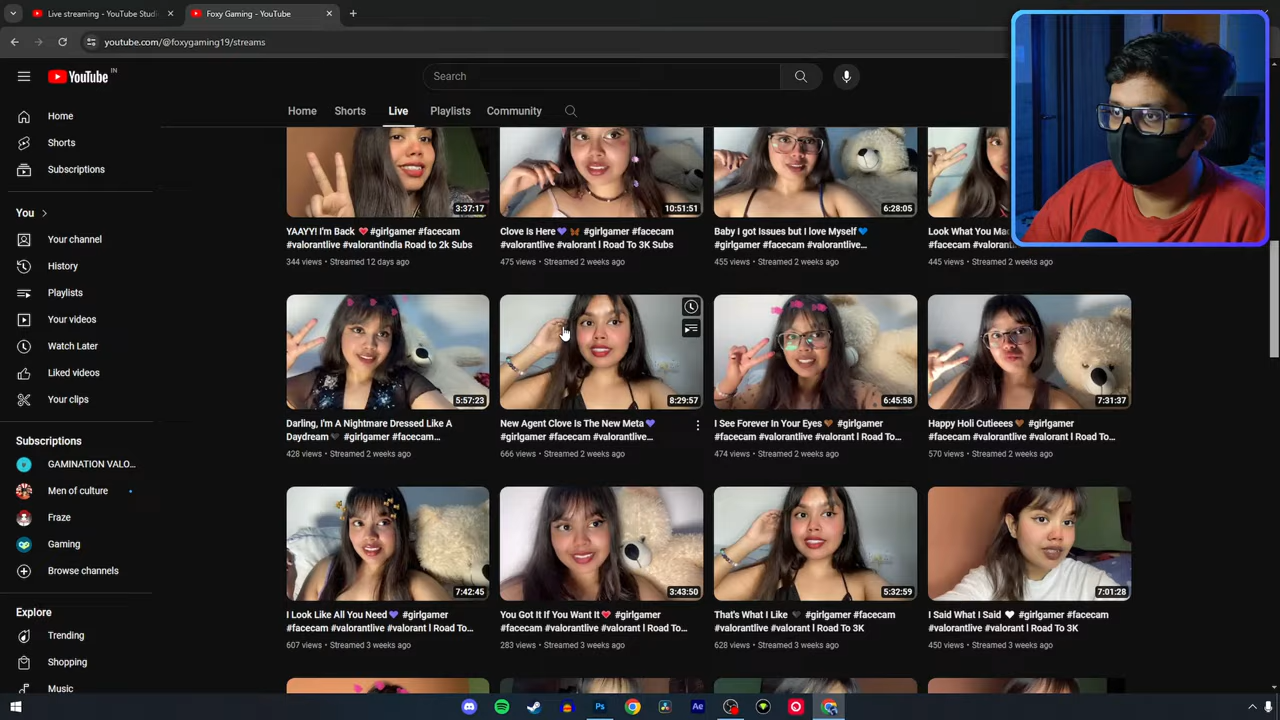 Live streaming - YouTube Studi
Foxy Gaming - YouTube
youtube.com/@foxygaming19/streams
YouTube IN
Search
Home Shorts Live Playlists Community
Home
Shorts
Subscriptions
You
Your channel
History
Playlists
Your videos
Watch Later
Liked videos
Your clips
Subscriptions
GAMINATION VALO...
Men of culture
Fraze
Gaming
Browse channels
Explore
Trending
Shopping
Music
3:37:17
YAAYY! I'm Back 💓 #girlgamer #facecam
#valorantlive #valorantindia Road to 2k Subs
344 views • Streamed 12 days ago
10:51:51
Clove Is Here💜 🦋 #girlgamer #facecam
#valorantlive #valorant l Road To 3K Subs
475 views • Streamed 2 weeks ago
6:28:05
Baby I got Issues but I love Myself💙
#girlgamer #facecam #valorantlive...
455 views • Streamed 2 weeks ago
Look What You Mad
#facecam
445 views • Streamed 2 weeks ago
5:57:23
Darling, I'm A Nightmare Dressed Like A
Daydream 🖤 #girlgamer #facecam...
428 views • Streamed 2 weeks ago
8:29:57
New Agent Clove Is The New Meta💜
#girlgamer #facecam #valorantlive...
666 views • Streamed 2 weeks ago
6:45:58
I See Forever In Your Eyes 🤎 #girlgamer
#facecam #valorantlive #valorant l Road To...
474 views • Streamed 2 weeks ago
7:31:37
Happy Holi Cutieees🤎 #girlgamer
#facecam #valorantlive #valorant l Road To...
570 views • Streamed 2 weeks ago
7:42:45
I Look Like All You Need💜 #girlgamer
#facecam #valorantlive #valorant l Road To...
607 views • Streamed 3 weeks ago
3:43:50
You Got It If You Want It💓 #girlgamer
#facecam #valorantlive #valorant l Road To...
283 views • Streamed 3 weeks ago
5:32:59
That's What I Like 🖤 #girlgamer #facecam
#valorantlive #valorant l Road To 3K
628 views • Streamed 3 weeks ago
7:01:28
I Said What I Said 🤍 #girlgamer #facecam
#valorantlive #valorant l Road To 3K
450 views • Streamed 3 weeks ago
Ps
Ae